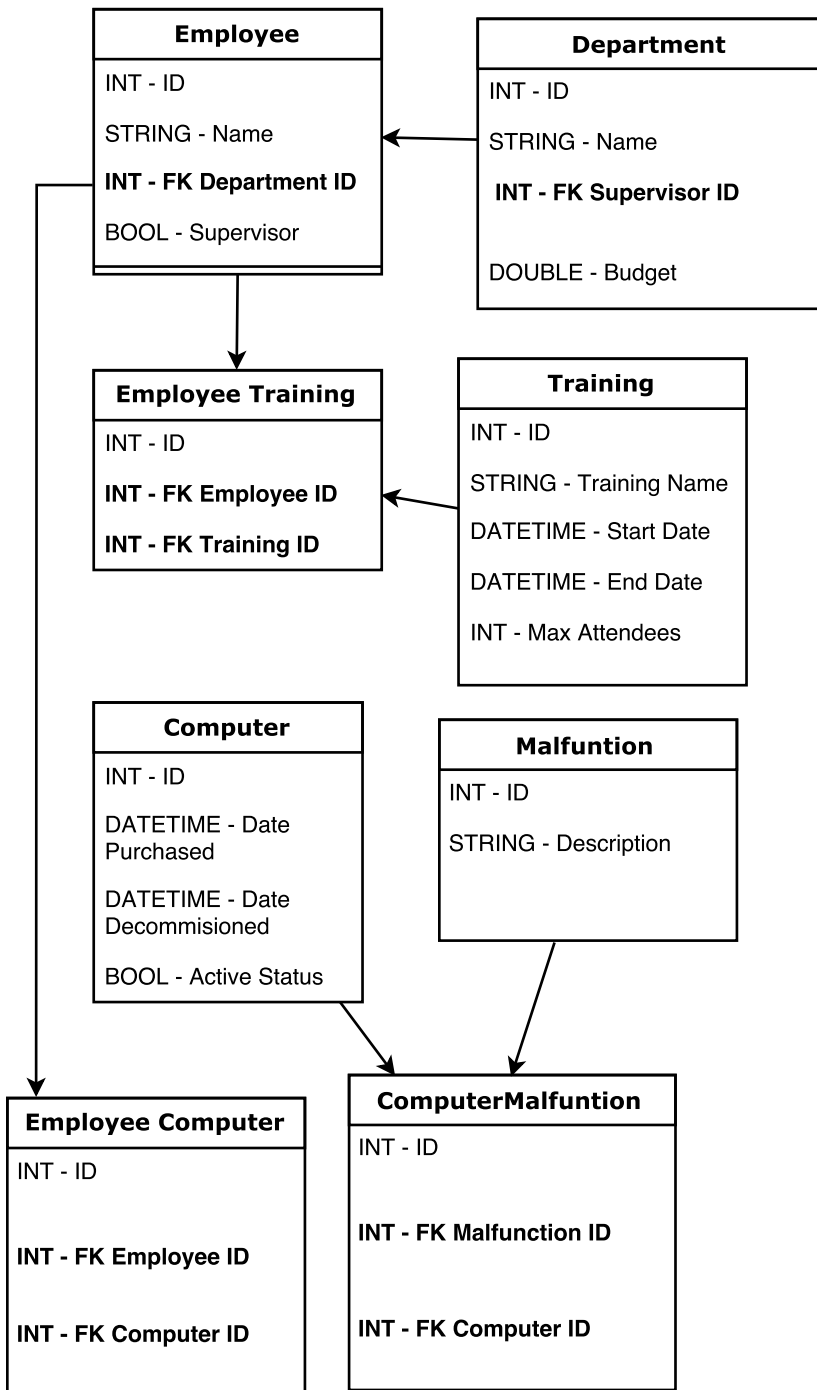 Employee
INT - ID
STRING - Name
INT - FK Department ID
BOOL - Supervisor
Department
INT - ID
STRING - Name
INT - FK Supervisor ID
DOUBLE - Budget
Employee Training
INT - ID
INT - FK Employee ID
INT - FK Training ID
Training
INT - ID
STRING - Training Name
DATETIME - Start Date
DATETIME - End Date
INT - Max Attendees
Computer
INT - ID
DATETIME - Date
Purchased
DATETIME - Date
Decommisioned
BOOL - Active Status
Malfuntion
INT - ID
STRING - Description
Employee Computer
INT - ID
INT - FK Employee ID
INT - FK Computer ID
ComputerMalfuntion
INT - ID
INT - FK Malfunction ID
INT - FK Computer ID